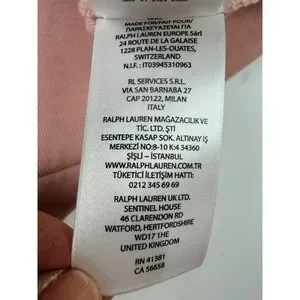 MADE FOR/FAIT POUR/
ΠΑΡΑΣΚΕΥΑΖΕΤΑΙ ΓΙΑ
RALPH LAUREN EUROPE Sàrl
24 ROUTE DE LA GALAISE
1228 PLAN-LES-OUATES,
SWITZERLAND
N.IF: IT03945310963
RL SERVICES S.R.L.
VIA SAN BARNABA 27
CAP 20122, MILAN
ITALY
RALPH LAUREN MAĞAZACILIK VE
TİC. LTD. ŞTİ
ESENTEPE KASAP SOK. ALTINAY İŞ
MERKEZİ NO:8-10 K:4 34360
ŞİŞLİ – İSTANBUL
WWW.RALPHLAUREN.COM.TR
TÜKETİCİ İLETİŞİM HATTI
0212 345 69 69
RALPH LAUREN UK LTD.
SENTINEL HOUSE
46 CLARENDON RD
WATFORD, HERTFORDSHIRE
WD17 1HE
UNITED KINGDOM
RN 41381
CA 56658